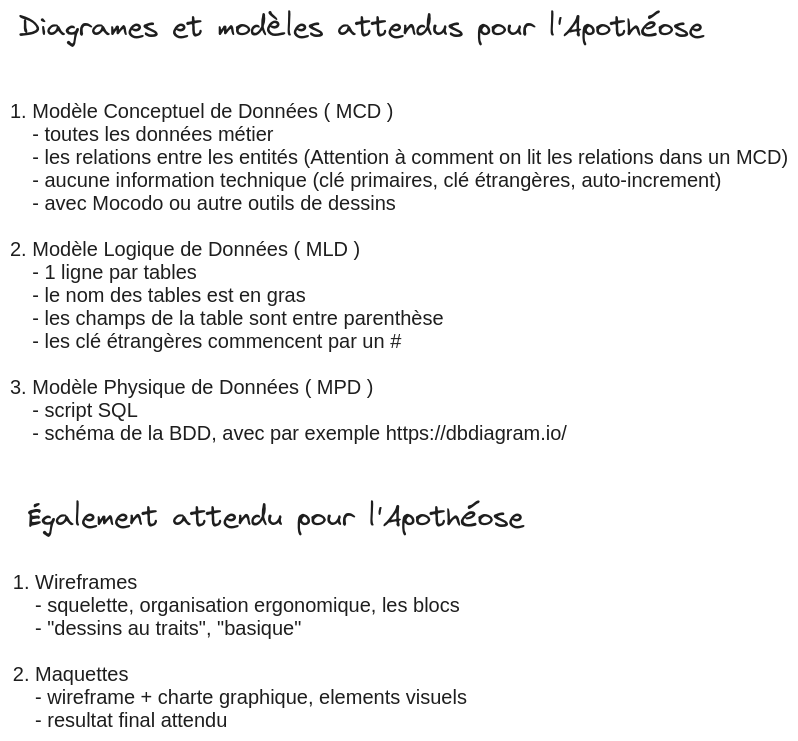 Diagrames et modèles attendus pour l'Apothéose
1. Modèle Conceptuel de Données ( MCD )
- toutes les données métier
- les relations entre les entités (Attention à comment on lit les relations dans un MCD)
- aucune information technique (clé primaires, clé étrangères, auto-increment)
- avec Mocodo ou autre outils de dessins
2. Modèle Logique de Données ( MLD )
- 1 ligne par tables
- le nom des tables est en gras
- les champs de la table sont entre parenthèse
- les clé étrangères commencent par un #
3. Modèle Physique de Données ( MPD )
- script SQL
- schéma de la BDD, avec par exemple https://dbdiagram.io/
Également attendu pour l'Apothéose
1. Wireframes
- squelette, organisation ergonomique, les blocs
- "dessins au traits", "basique"
2. Maquettes
- wireframe + charte graphique, elements visuels
- resultat final attendu